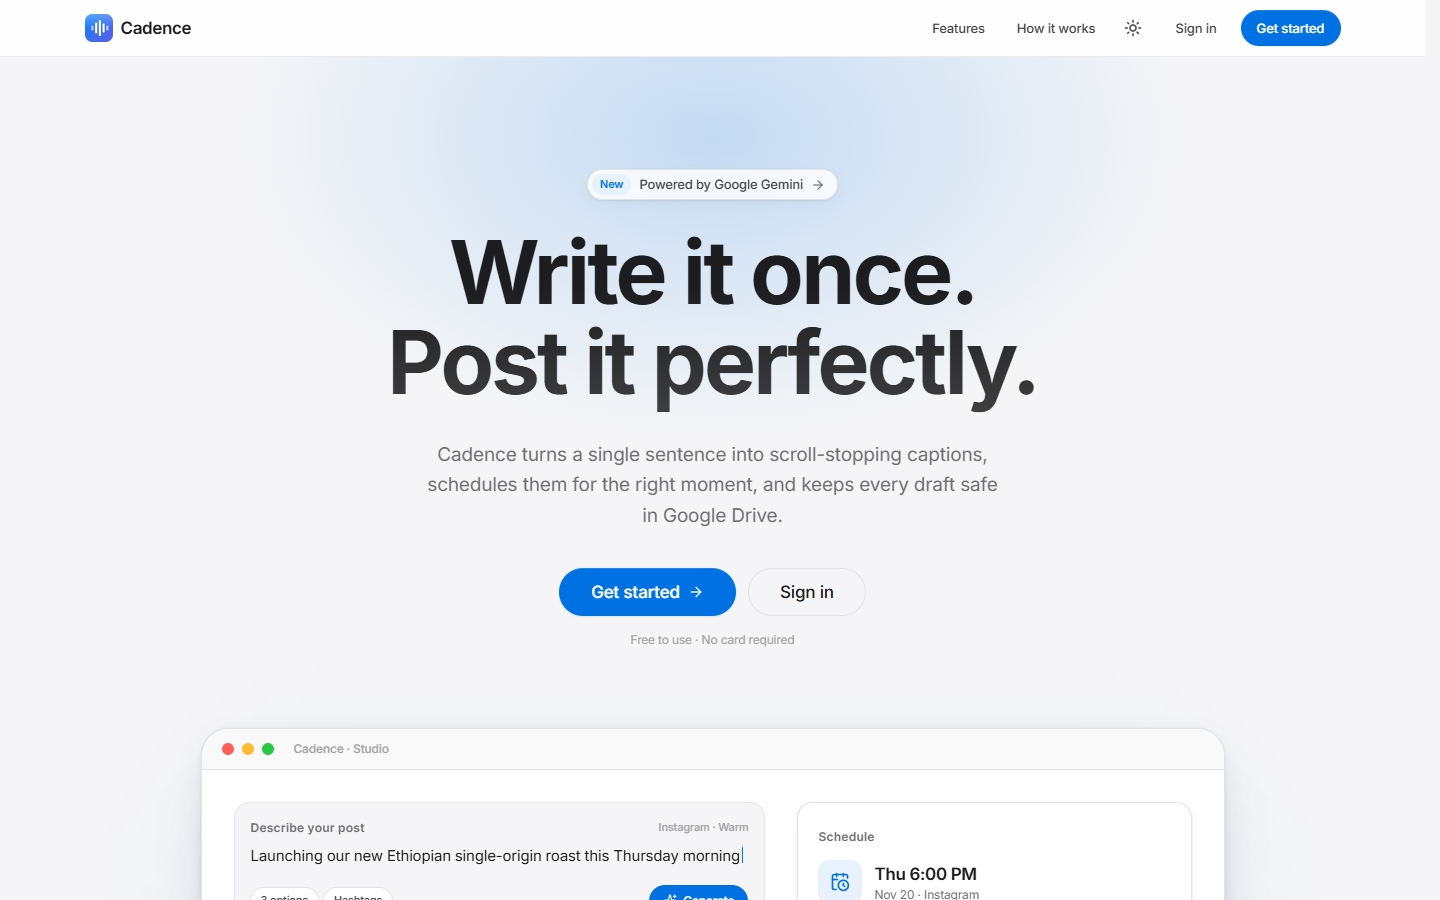 Cadence
Features
How it works
Sign in
Get started
New
Powered by Google Gemini
Write it once.
Post it perfectly.
Cadence turns a single sentence into scroll-stopping captions,
schedules them for the right moment, and keeps every draft safe
in Google Drive.
Get started
Sign in
Free to use · No card required
Cadence · Studio
Describe your post
Instagram · Warm
Launching our new Ethiopian single-origin roast this Thursday morning
3 options
Hashtags
Generate
Schedule
Thu 6:00 PM
Nov 20 · Instagram